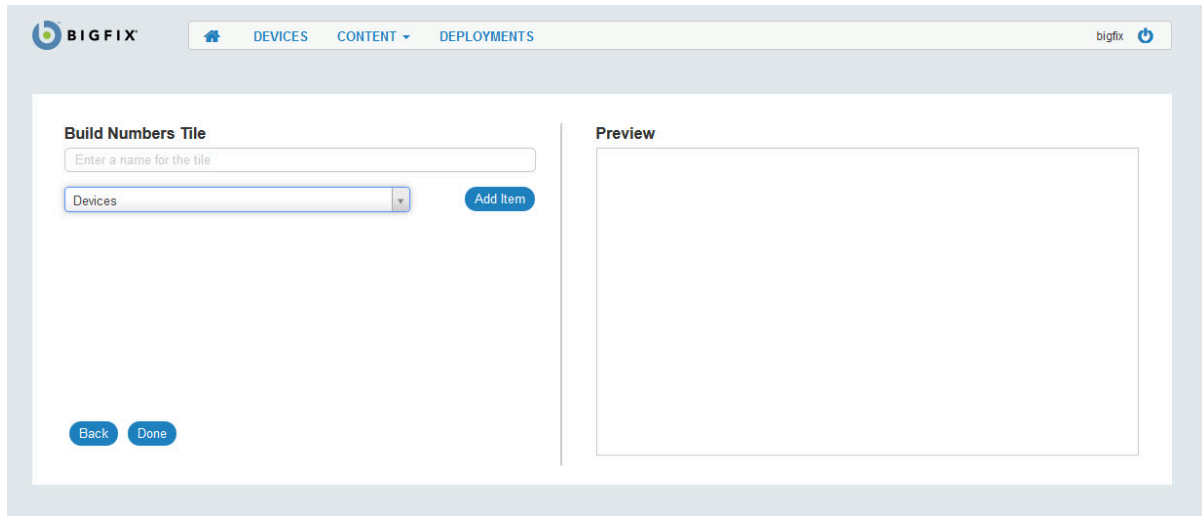 BIGFIX
DEVICES CONTENT DEPLOYMENTS bigfix
Build Numbers Tile
Enter a name for the tile
Devices Add Item
Back Done
Preview